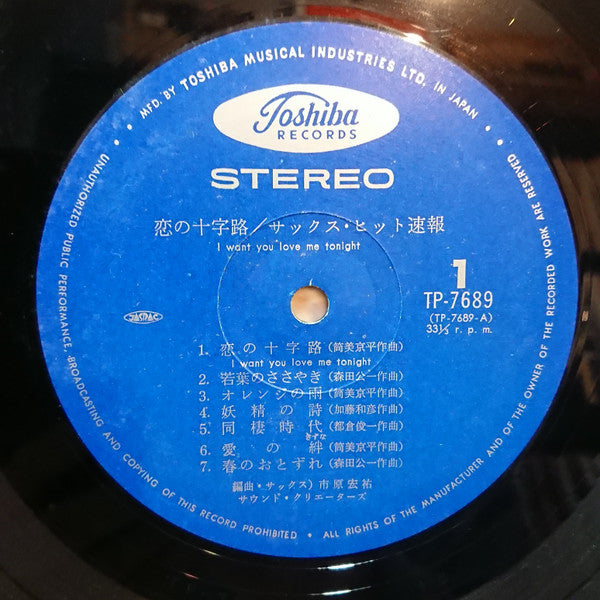 MFD. BY TOSHIBA MUSICAL INDUSTRIES LTD. IN JAPAN
Toshiba
RECORDS
STEREO
恋の十字路/サックス・ヒット速報
I want you love me tonight
1
TP-7689
(TP-7689-A)
33⅓ r. p. m.
JASRAC
1. 恋の十字路(筒美京平作曲)
I want you love me tonight
2. 若葉のささやき(森田公一作曲)
3. オレンジの雨(森田公一作曲)
4. 妖精の詩(加藤和彦作曲)
5. 同棲時代(都倉俊一作曲)
きずな
6. 愛の絆(筒美京平作曲)
7. 春のおとずれ(森田公一作曲)
編曲・サックス)市原宏祐
サウンド・クリエーターズ
UNAUTHORIZED PUBLIC PERFORMANCE, BROADCASTING AND COPYING OF THIS RECORD PROHIBITED • ALL RIGHTS OF THE MANUFACTURER AND OF THE OWNER OF THE RECORDED WORK ARE RESERVED